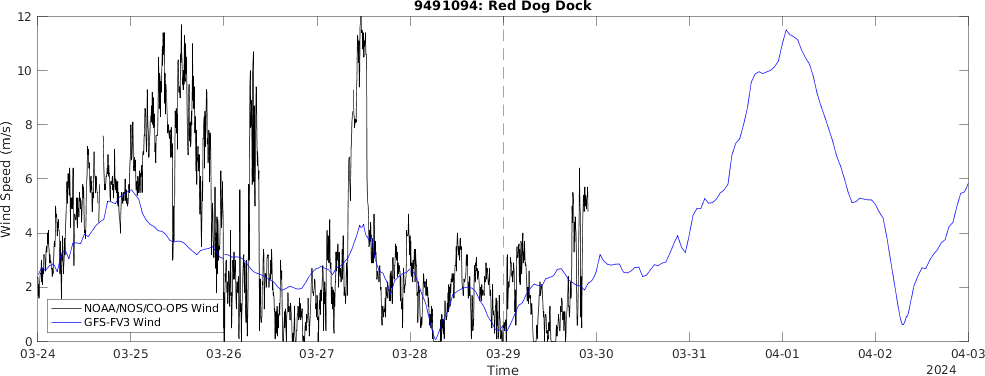 9491094: Red Dog Dock
12
10
8
6
4
2
0
Wind Speed (m/s)
NOAA/NOS/CO-OPS Wind
GFS-FV3 Wind
03-24 03-25 03-26 03-27 03-28 03-29 03-30 03-31 04-01 04-02 04-03
Time
2024